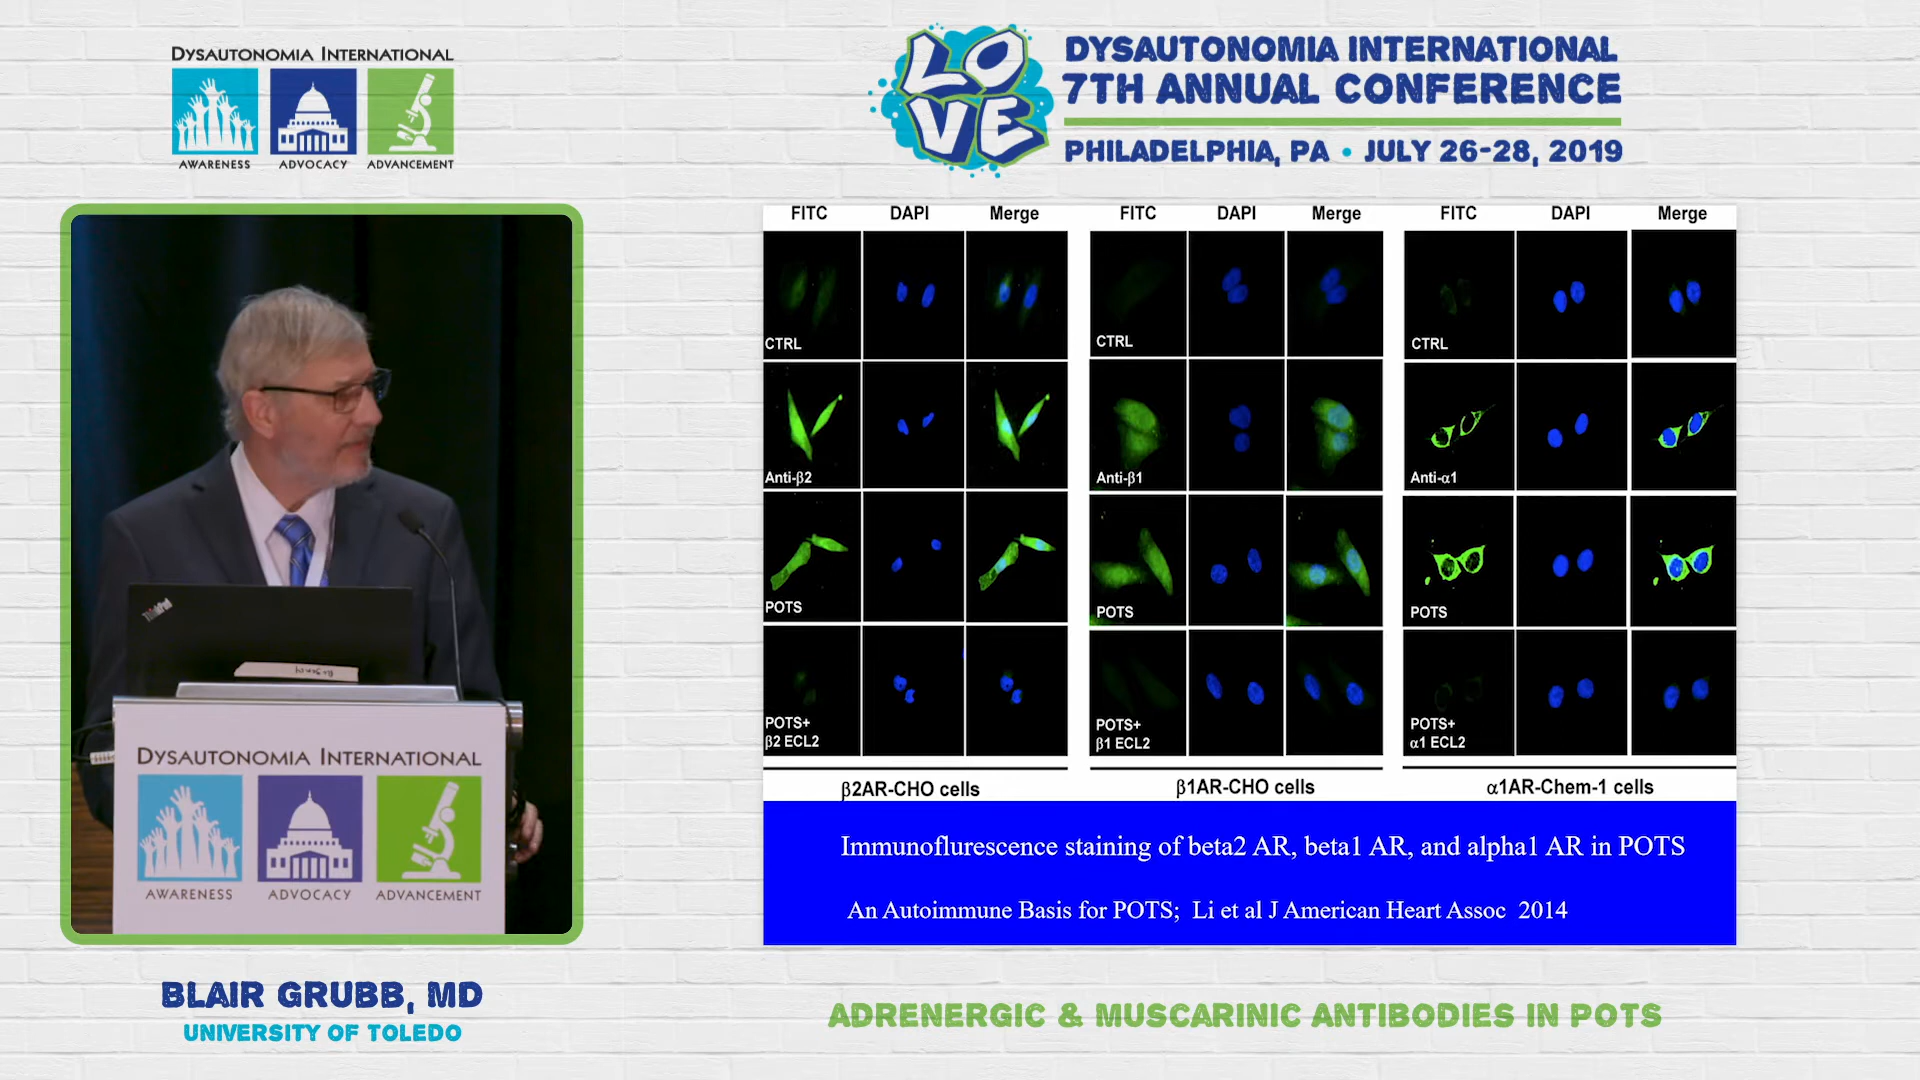 DYSAUTONOMIA INTERNATIONAL
AWARENESS ADVOCACY ADVANCEMENT
LOVE
DYSAUTONOMIA INTERNATIONAL
7TH ANNUAL CONFERENCE
PHILADELPHIA, PA • JULY 26-28, 2019
FITC DAPI Merge FITC DAPI Merge FITC DAPI Merge
CTRL CTRL CTRL
Anti-β2 Anti-β1 Anti-α1
POTS POTS POTS
POTS+ POTS+ POTS+
β2 ECL2 β1 ECL2 α1 ECL2
β2AR-CHO cells β1AR-CHO cells α1AR-Chem-1 cells
Immunoflurescence staining of beta2 AR, beta1 AR, and alpha1 AR in POTS
An Autoimmune Basis for POTS; Li et al J American Heart Assoc 2014
ThinkPad
DYSAUTONOMIA INTERNATIONAL
AWARENESS ADVOCACY ADVANCEMENT
BLAIR GRUBB, MD
UNIVERSITY OF TOLEDO
ADRENERGIC & MUSCARINIC ANTIBODIES IN POTS